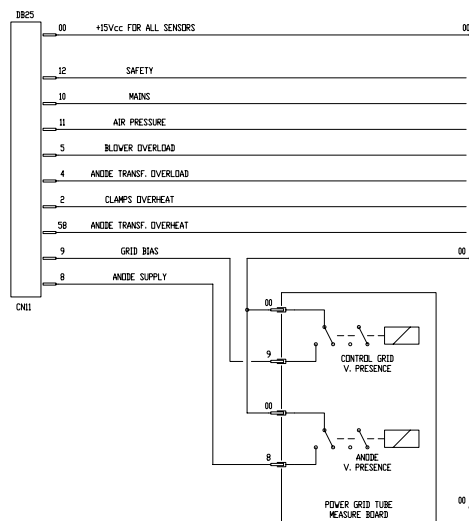 DB25
00 +15Vcc FOR ALL SENSORS 00
12 SAFETY
10 MAINS
11 AIR PRESSURE
5 BLOWER OVERLOAD
4 ANODE TRANSF. OVERLOAD
2 CLAMPS OVERHEAT
5B ANODE TRANSF. OVERHEAT
9 GRID BIAS 00
8 ANODE SUPPLY
CN11
00
9
CONTROL GRID
V. PRESENCE
00
8
ANODE
V. PRESENCE
POWER GRID TUBE
MEASURE BOARD
00